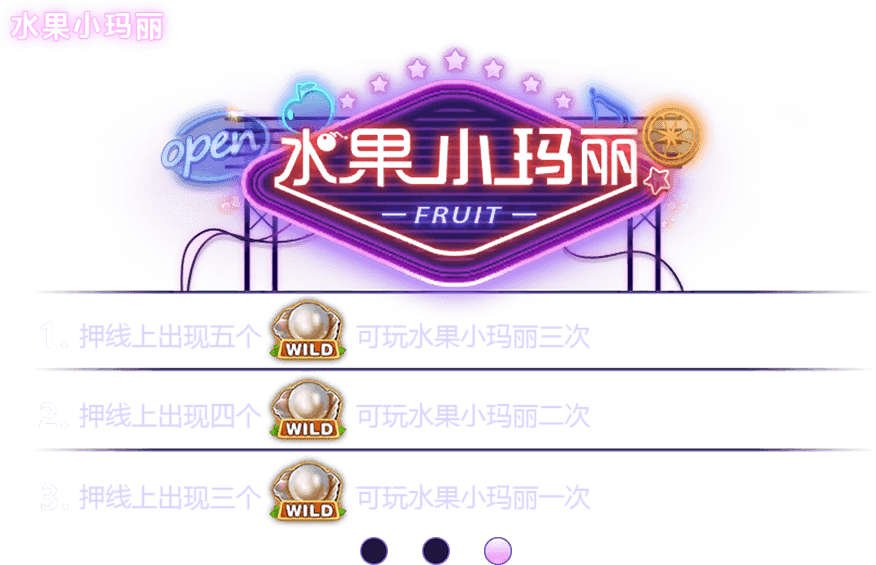 水果小玛丽
open
水果小玛丽
FRUIT
1. 押线上出现五个 WILD 可玩水果小玛丽三次
2. 押线上出现四个 WILD 可玩水果小玛丽二次
3. 押线上出现三个 WILD 可玩水果小玛丽一次